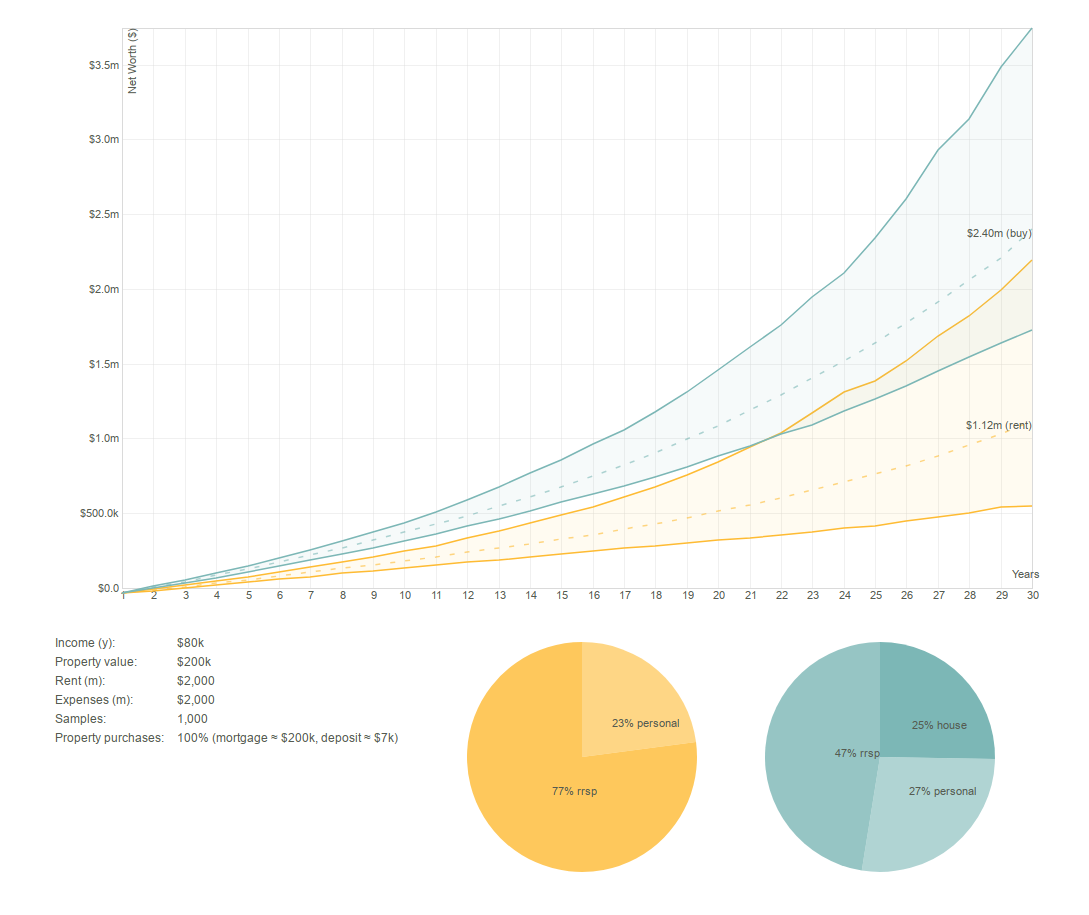 Net Worth ($)
$3.5m
$3.0m
$2.5m
$2.40m (buy)
$2.0m
$1.5m
$1.12m (rent)
$1.0m
$500.0k
Years
$0.0
1 2 3 4 5 6 7 8 9 10 11 12 13 14 15 16 17 18 19 20 21 22 23 24 25 26 27 28 29 30
Income (y): $80k
Property value: $200k
Rent (m): $2,000
Expenses (m): $2,000
Samples: 1,000
Property purchases: 100% (mortgage ≈ $200k, deposit ≈ $7k)
23% personal
77% rrsp
25% house
47% rrsp
27% personal